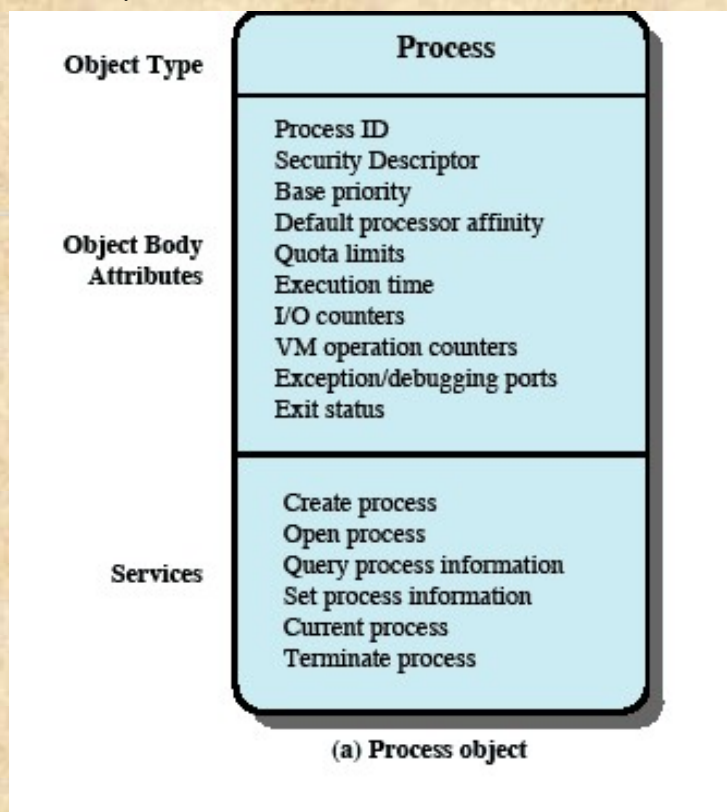 Object Type
Process
Object Body
Attributes
Process ID
Security Descriptor
Base priority
Default processor affinity
Quota limits
Execution time
I/O counters
VM operation counters
Exception/debugging ports
Exit status
Services
Create process
Open process
Query process information
Set process information
Current process
Terminate process
(a) Process object